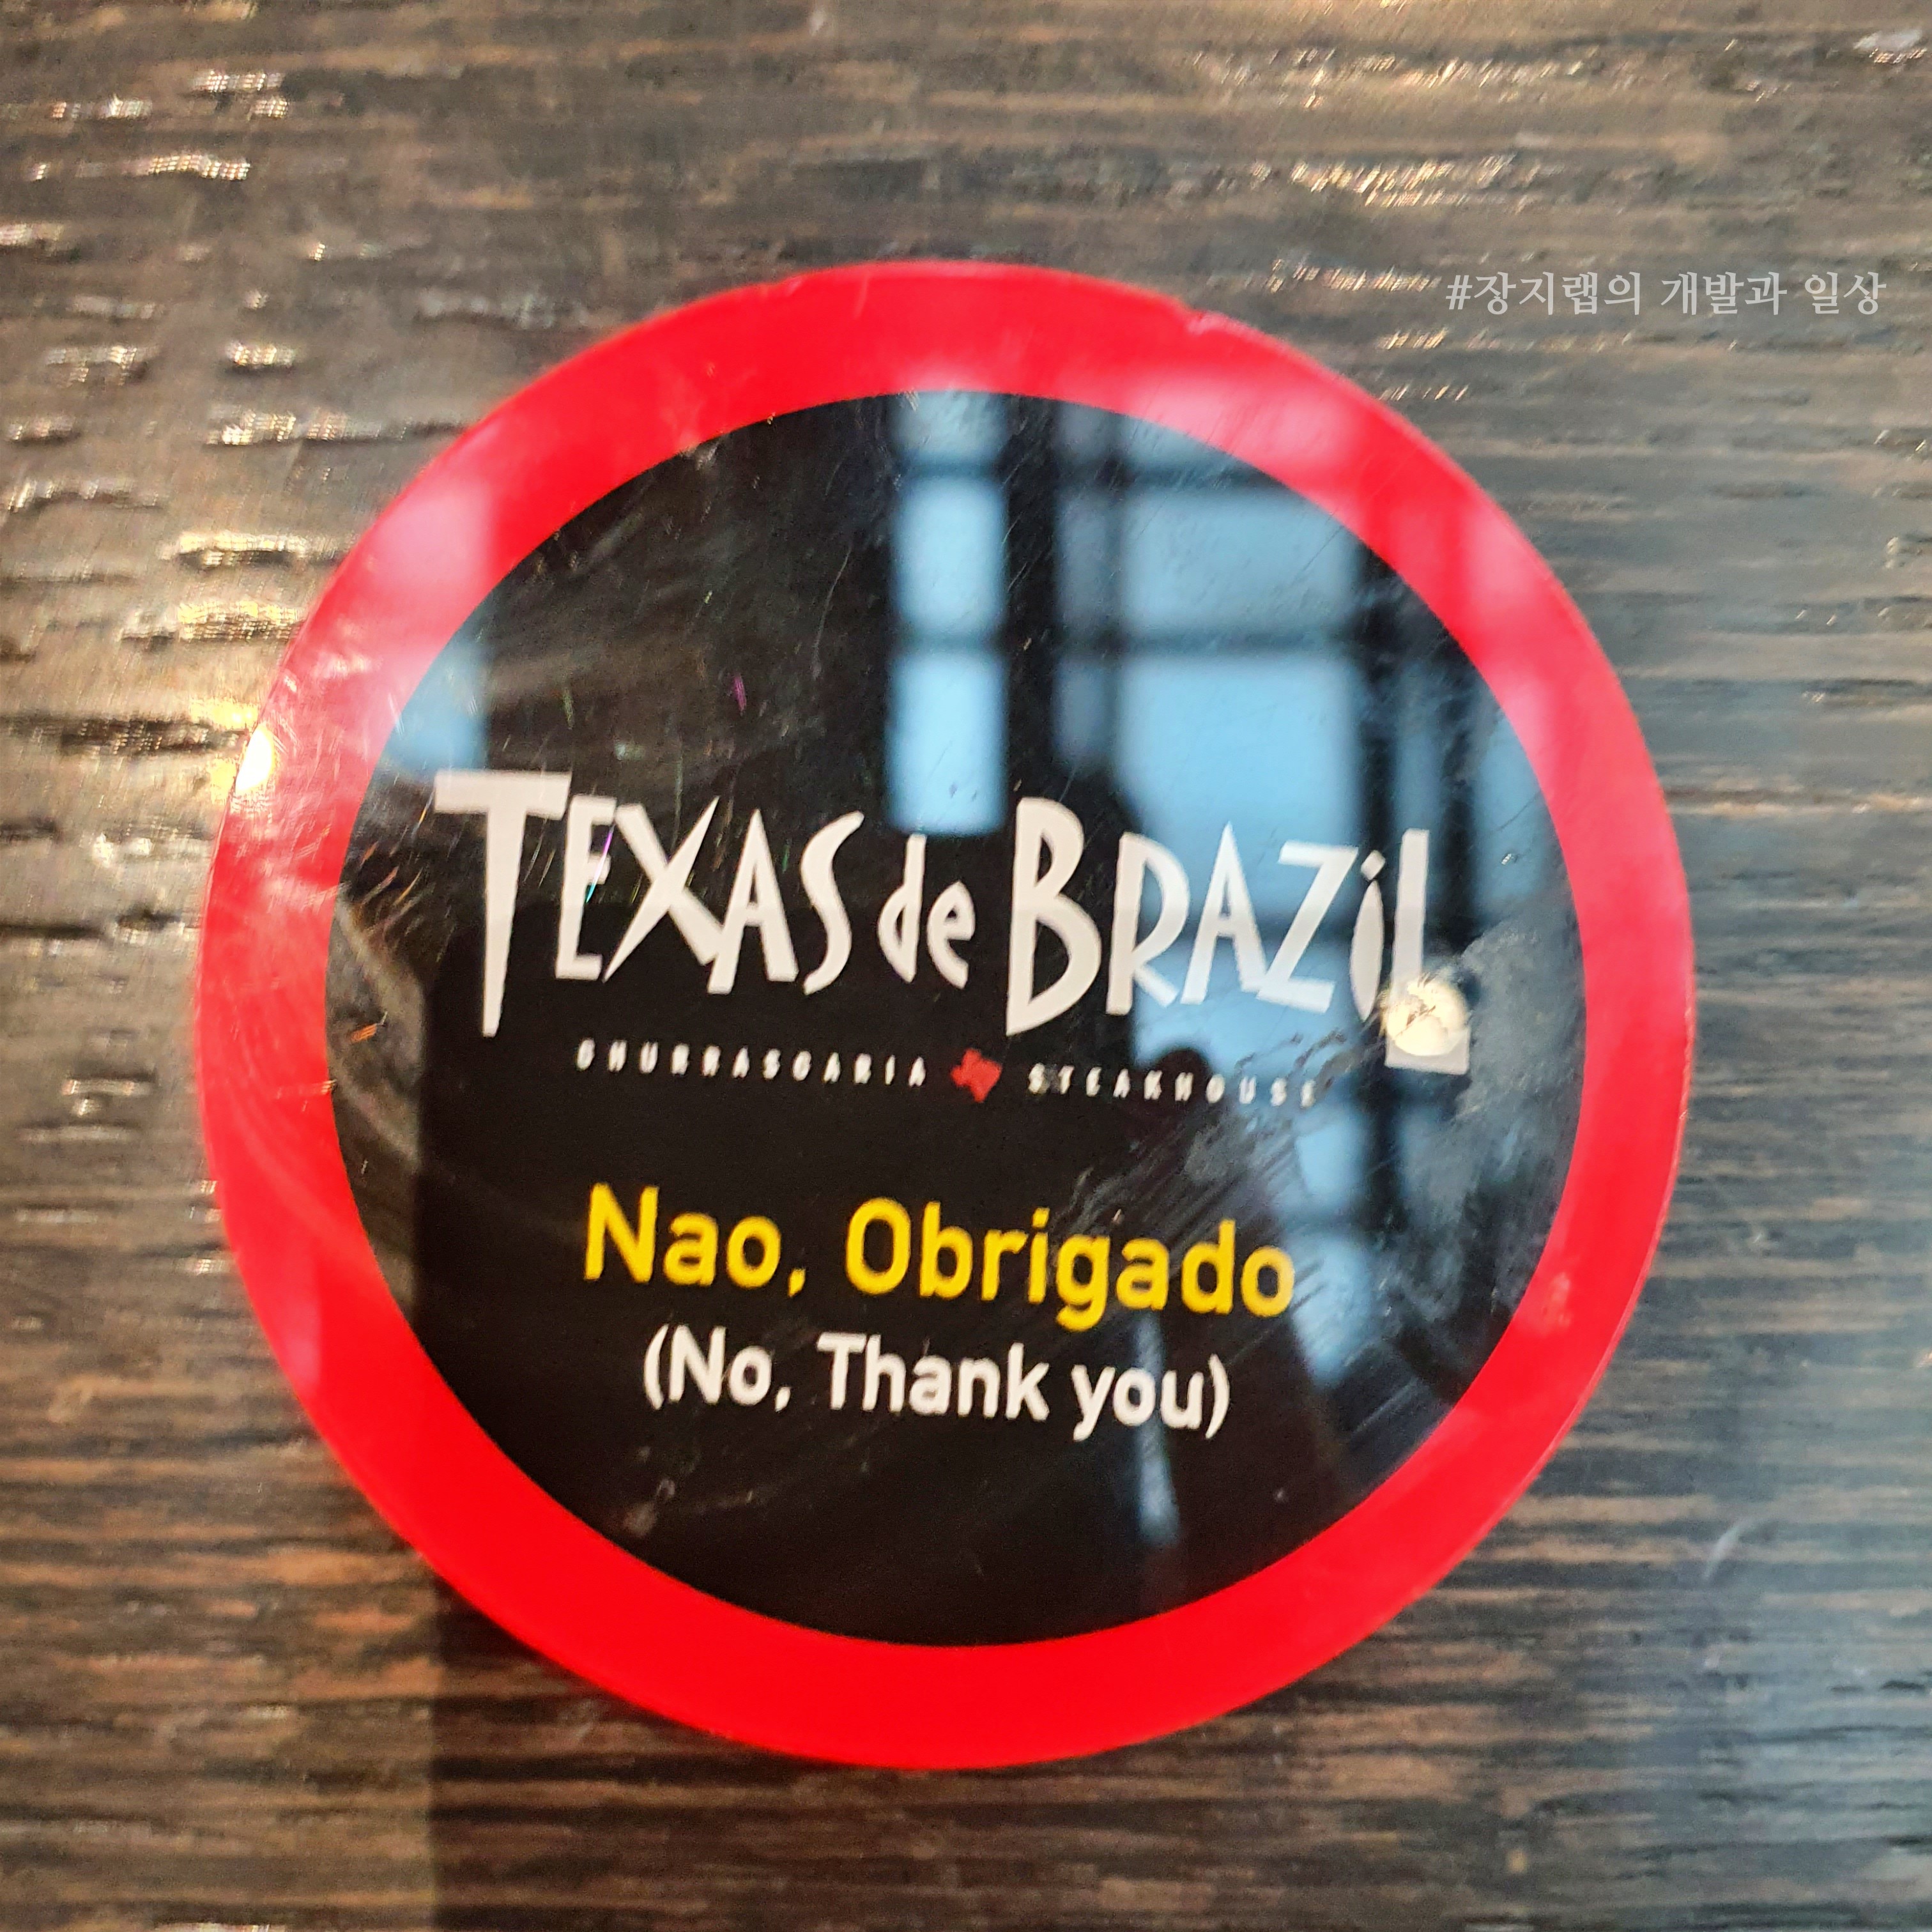 #장지랩의 개발과 일상
TEXAS de BRAZiL
CHURRASCARIA STEAKHOUSE
Nao, Obrigado
(No, Thank you)